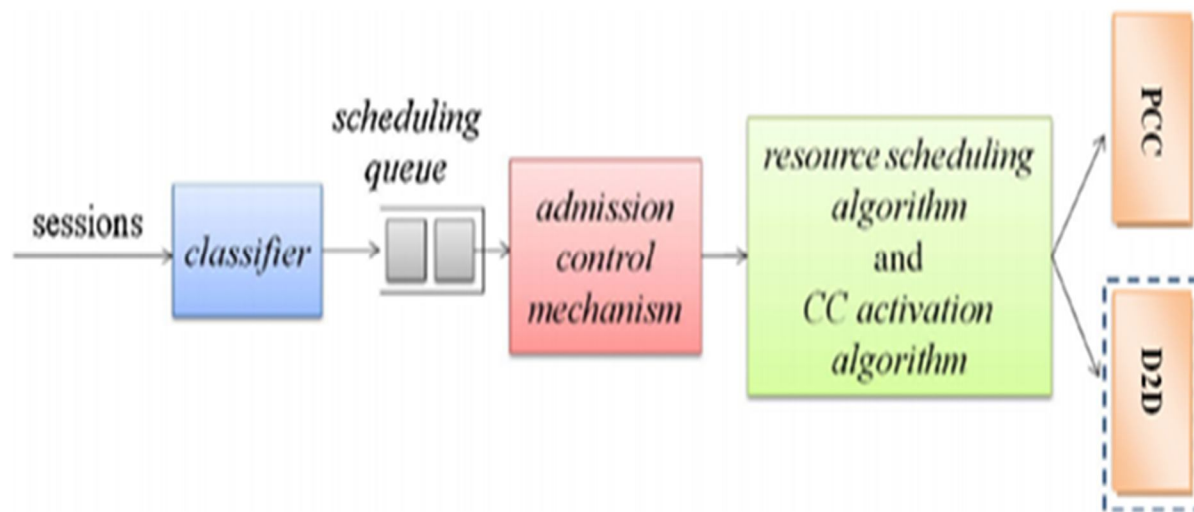 sessions
classifier
scheduling
queue
admission
control
mechanism
resource scheduling
algorithm
and
CC activation
algorithm
PCC
D2D